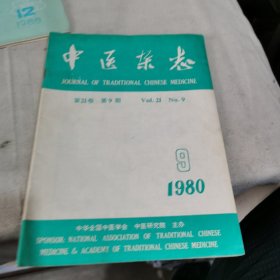 12
1980
中医杂志
JOURNAL OF TRADITIONAL CHINESE MEDICINE
第21卷 第9期 Vol. 21 No. 9
9
1980
中华全国中医学会 中医研究院 主办
SPONSOR NATIONAL ASSOCIATION OF TRADITIONAL CHINESE
MEDICINE & ACADEMY OF TRADITIONAL CHINESE MEDICINE